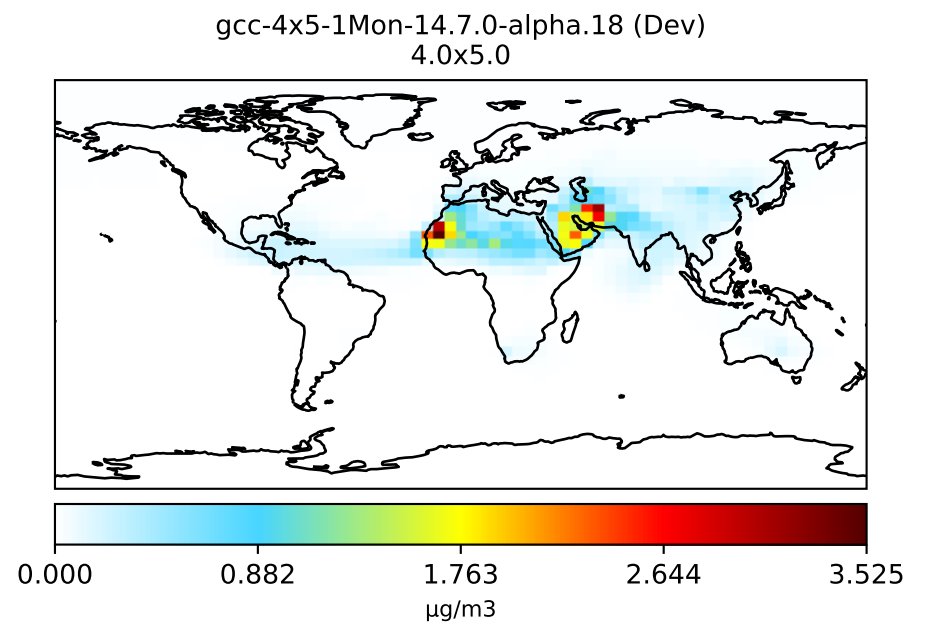 gcc-4x5-1Mon-14.7.0-alpha.18 (Dev)
4.0x5.0
0.000 0.882 1.763 2.644 3.525
μg/m3